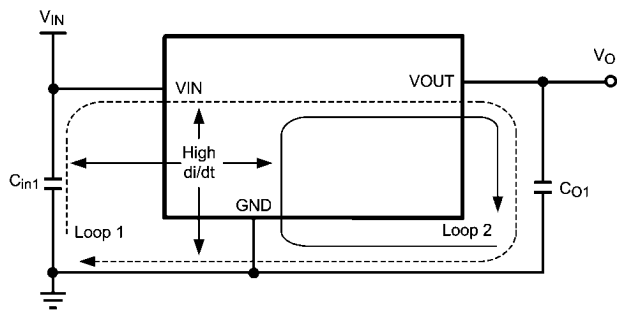 VIN
VO
VIN
VOUT
High
di/dt
Cin1
CO1
GND
Loop 1
Loop 2